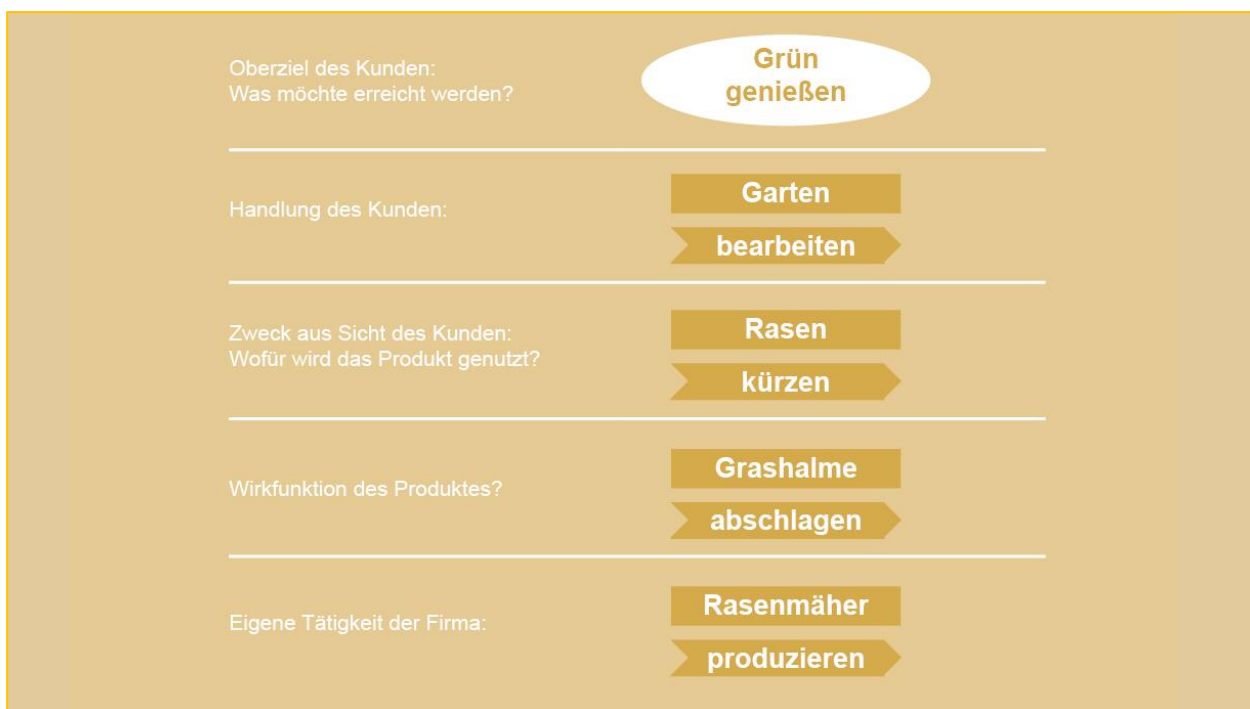 Oberziel des Kunden:
Was möchte erreicht werden?
Grün
genießen
Handlung des Kunden:
Garten
bearbeiten
Zweck aus Sicht des Kunden:
Wofür wird das Produkt genutzt?
Rasen
kürzen
Wirkfunktion des Produktes?
Grashalme
abschlagen
Eigene Tätigkeit der Firma:
Rasenmäher
produzieren